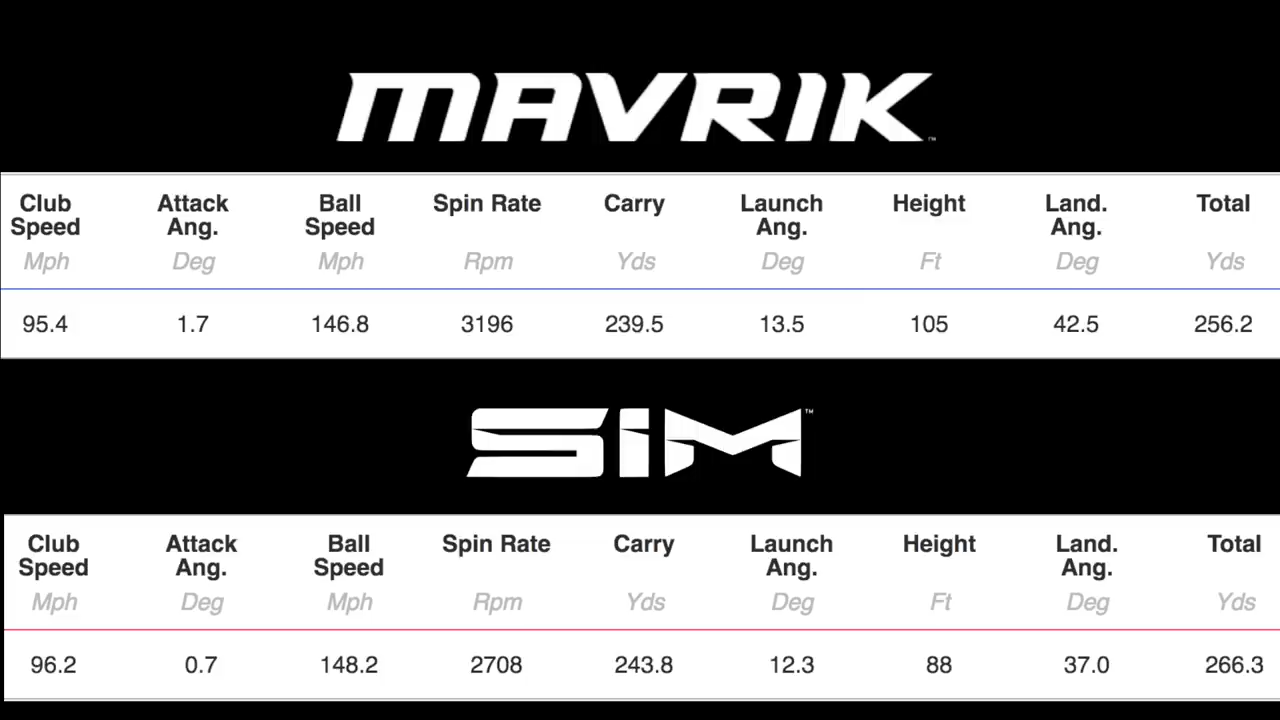 MAVRIK™
Club Speed Attack Ang. Ball Speed Spin Rate Carry Launch Ang. Height Land. Ang. Total
Mph Deg Mph Rpm Yds Deg Ft Deg Yds
95.4 1.7 146.8 3196 239.5 13.5 105 42.5 256.2
SiM™
Club Speed Attack Ang. Ball Speed Spin Rate Carry Launch Ang. Height Land. Ang. Total
Mph Deg Mph Rpm Yds Deg Ft Deg Yds
96.2 0.7 148.2 2708 243.8 12.3 88 37.0 266.3